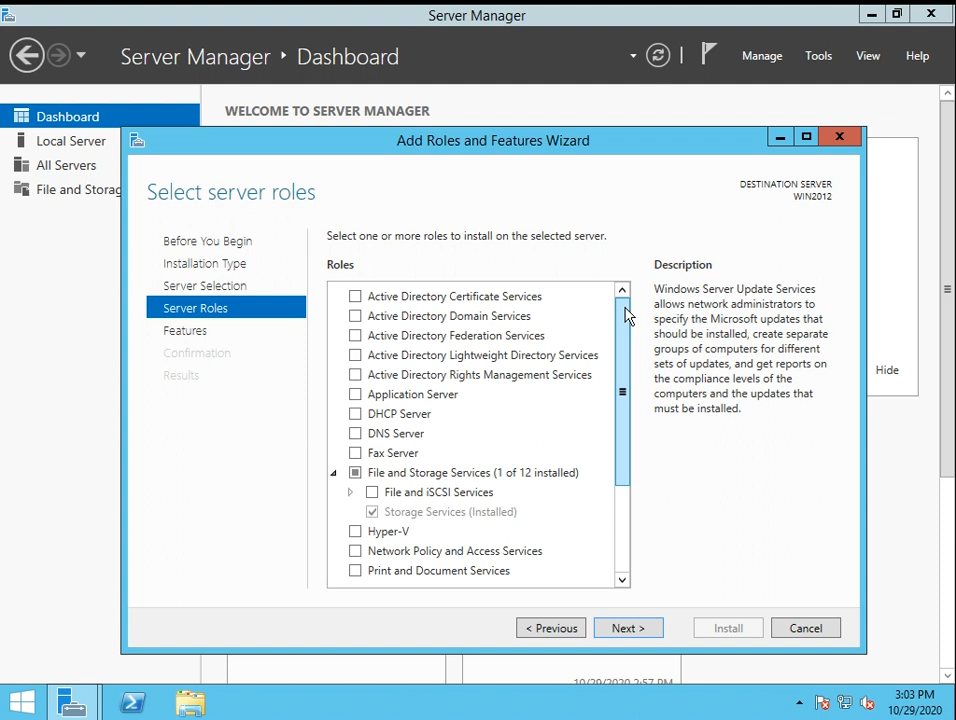 Server Manager
Server Manager ‣ Dashboard
Manage Tools View Help
Dashboard
Local Server
All Servers
File and Storag
WELCOME TO SERVER MANAGER
Add Roles and Features Wizard
Select server roles
DESTINATION SERVER
WIN2012
Before You Begin
Installation Type
Server Selection
Server Roles
Features
Confirmation
Results
Select one or more roles to install on the selected server.
Roles
Active Directory Certificate Services
Active Directory Domain Services
Active Directory Federation Services
Active Directory Lightweight Directory Services
Active Directory Rights Management Services
Application Server
DHCP Server
DNS Server
Fax Server
File and Storage Services (1 of 12 installed)
File and iSCSI Services
Storage Services (Installed)
Hyper-V
Network Policy and Access Services
Print and Document Services
Description
Windows Server Update Services
allows network administrators to
specify the Microsoft updates that
should be installed, create separate
groups of computers for different
sets of updates, and get reports on
the compliance levels of the
computers and the updates that
must be installed.
Hide
< Previous
Next >
Install
Cancel
10/29/2020 2:57 PM
3:03 PM
10/29/2020